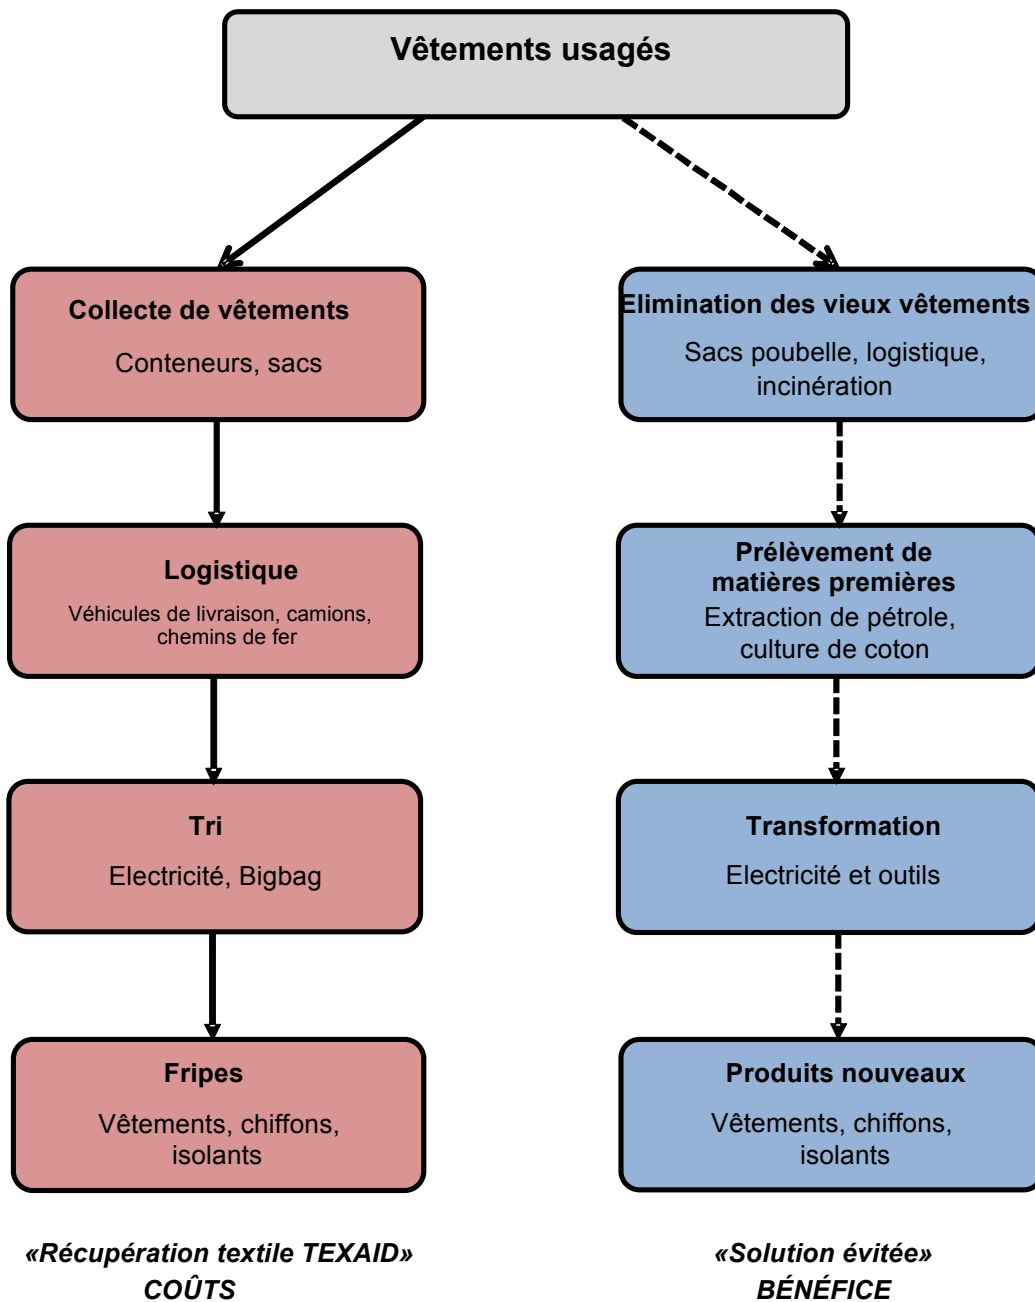 Vêtements usagés
Collecte de vêtements
Conteneurs, sacs
Elimination des vieux vêtements
Sacs poubelle, logistique,
incinération
Logistique
Véhicules de livraison, camions,
chemins de fer
Prélèvement de
matières premières
Extraction de pétrole,
culture de coton
Tri
Electricité, Bigbag
Transformation
Electricité et outils
Fripes
Vêtements, chiffons,
isolants
Produits nouveaux
Vêtements, chiffons,
isolants
«Récupération textile TEXAID»
COÛTS
«Solution évitée»
BÉNÉFICE